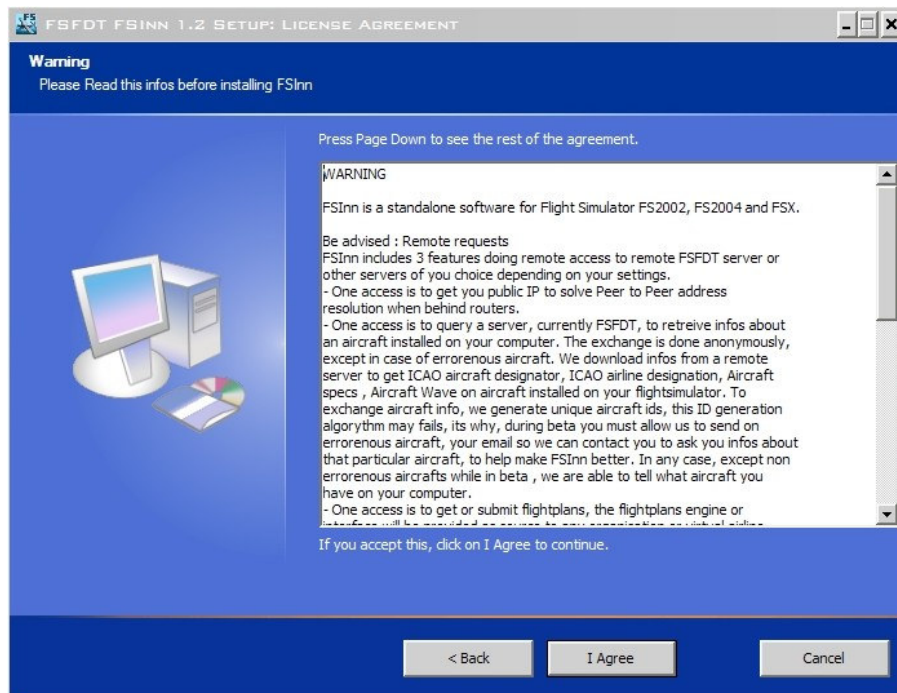 FSFDT FSInn 1.2 Setup: License Agreement
Warning
Please Read this infos before installing FSInn
Press Page Down to see the rest of the agreement.
WARNING
FSInn is a standalone software for Flight Simulator FS2002, FS2004 and FSX.
Be advised : Remote requests
FSInn includes 3 features doing remote access to remote FSFDT server or
other servers of you choice depending on your settings.
- One access is to get you public IP to solve Peer to Peer address
resolution when behind routers.
- One access is to query a server, currently FSFDT, to retreive infos about
an aircraft installed on your computer. The exchange is done anonymously,
except in case of errorenous aircraft. We download infos from a remote
server to get ICAO aircraft designator, ICAO airline designation, Aircraft
specs , Aircraft Wave on aircraft installed on your flightsimulator. To
exchange aircraft info, we generate unique aircraft ids, this ID generation
algorythm may fails, its why, during beta you must allow us to send on
errorenous aircraft, your email so we can contact you to ask you infos about
that particular aircraft, to help make FSInn better. In any case, except non
errorenous aircrafts while in beta , we are able to tell what aircraft you
have on your computer.
- One access is to get or submit flightplans, the flightplans engine or
If you accept this, click on I Agree to continue.
< Back
I Agree
Cancel